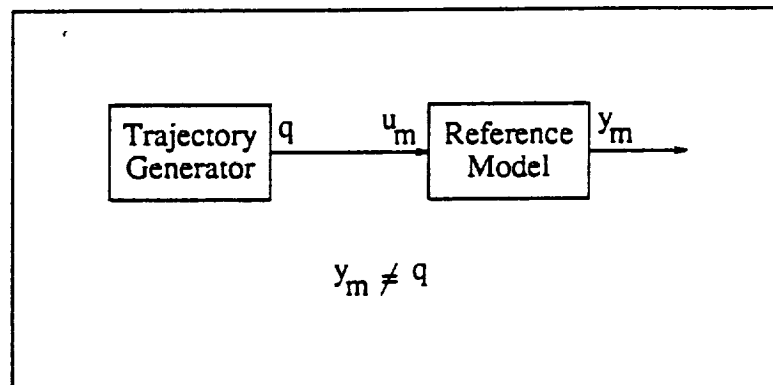 Trajectory
Generator
q
u_m
Reference
Model
y_m
y_m ≠ q